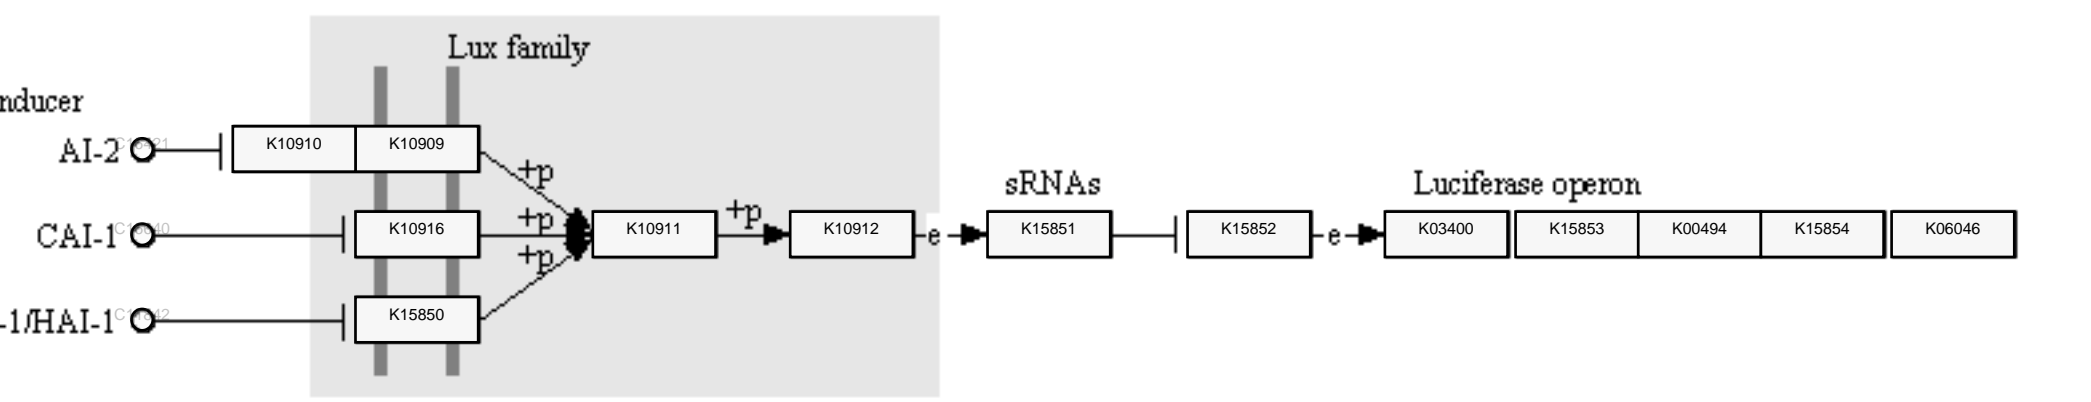 Lux family
nducer
AI-2
K10910 K10909
+p
CAI-1
K10916
+p
K10911
+p
K10912
e
sRNAs
K15851
K15852
e
Luciferase operon
K03400 K15853 K00494 K15854 K06046
-1/HAI-1
K15850
+p